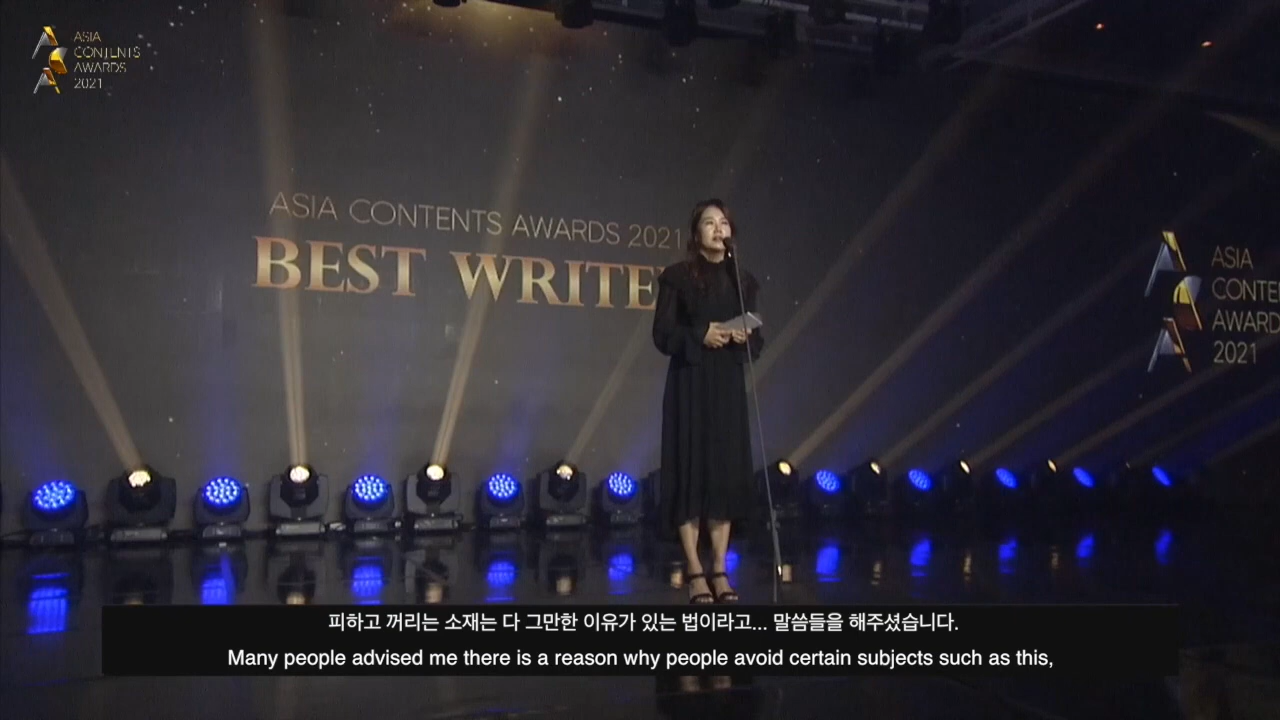 ASIA
CONTENTS
AWARDS
2021
ASIA CONTENTS AWARDS 2021
BEST WRITE
ASIA
CONTE
AWARD
2021
피하고 꺼리는 소재는 다 그만한 이유가 있는 법이라고... 말씀들을 해주셨습니다.
Many people advised me there is a reason why people avoid certain subjects such as this,